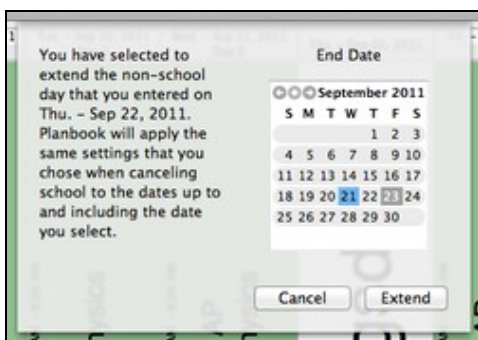 You have selected to
extend the non-school
day that you entered on
Thu. – Sep 22, 2011.
Planbook will apply the
same settings that you
chose when canceling
school to the dates up to
and including the date
you select.
End Date
September 2011
S M T W T F S
1 2 3
4 5 6 7 8 9 10
11 12 13 14 15 16 17
18 19 20 21 22 23 24
25 26 27 28 29 30
Cancel Extend